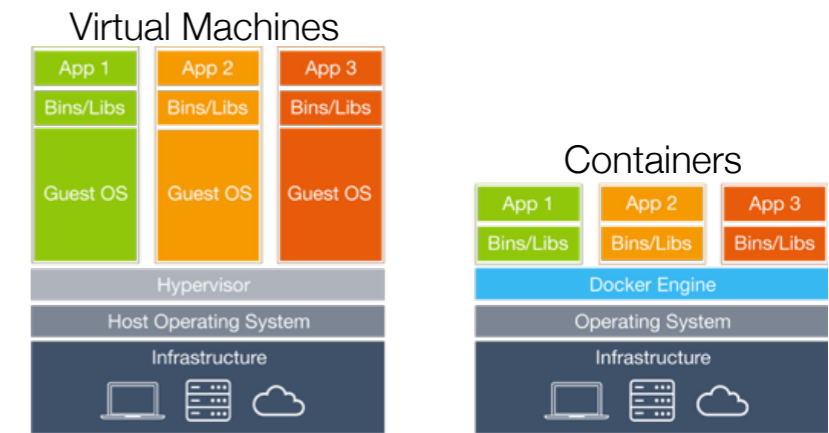 Virtual Machines
App 1
App 2
App 3
Bins/Libs
Bins/Libs
Bins/Libs
Guest OS
Guest OS
Guest OS
Hypervisor
Host Operating System
Infrastructure
Containers
App 1
App 2
App 3
Bins/Libs
Bins/Libs
Bins/Libs
Docker Engine
Operating System
Infrastructure